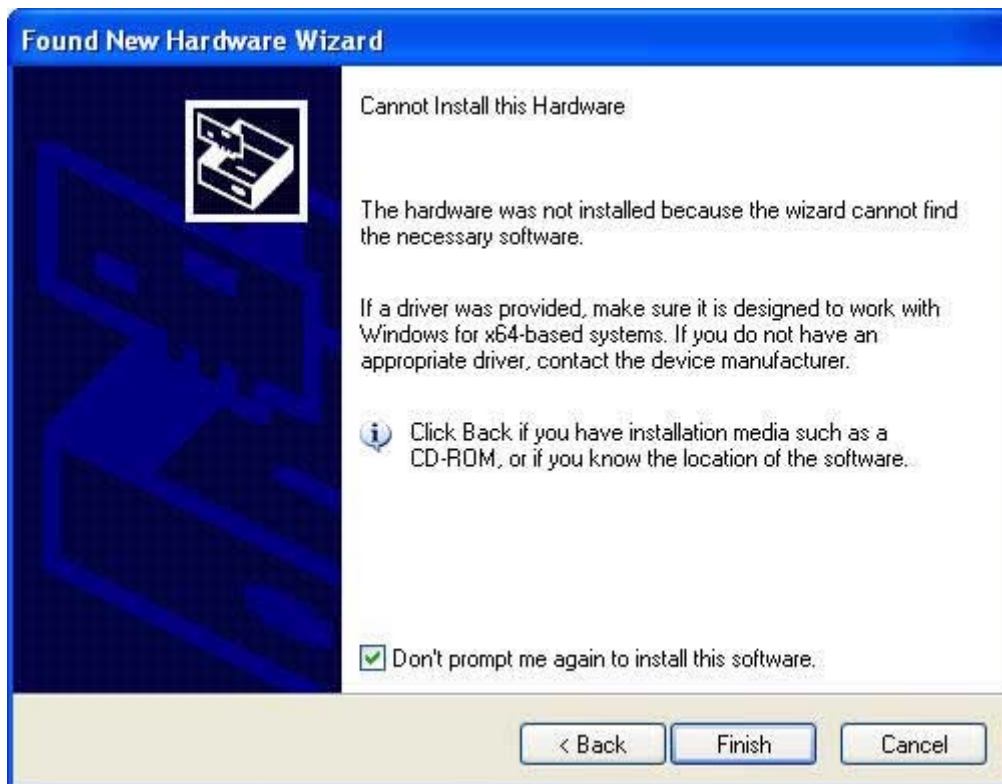 Found New Hardware Wizard
Cannot Install this Hardware
The hardware was not installed because the wizard cannot find
the necessary software.
If a driver was provided, make sure it is designed to work with
Windows for x64-based systems. If you do not have an
appropriate driver, contact the device manufacturer.
Click Back if you have installation media such as a
CD-ROM, or if you know the location of the software.
Don't prompt me again to install this software.
< Back
Finish
Cancel